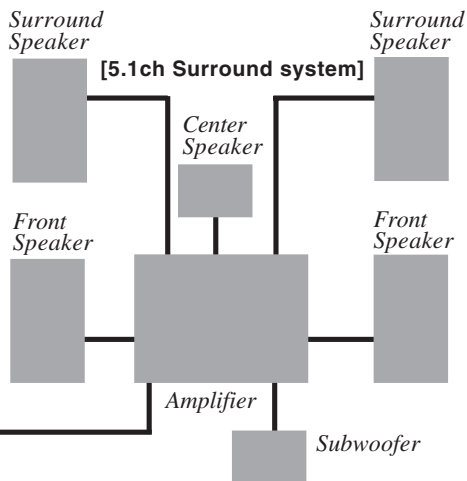 Surround
Speaker
Surround
Speaker
[5.1ch Surround system]
Center
Speaker
Front
Speaker
Front
Speaker
Amplifier
Subwoofer